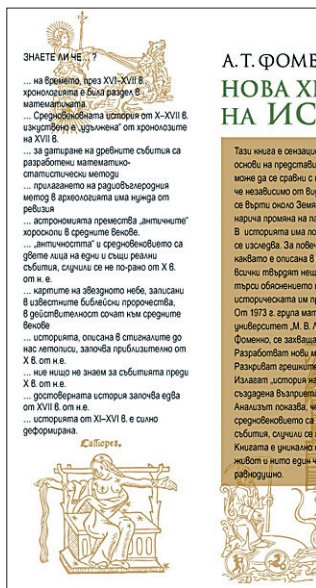 ЗНАЕТЕ ЛИ ЧЕ... ?
... на времето, през XVI–XVII в.
хронологията е била раздел в
математиката.
... Средновековната история от X–XVII в.
изкуствено е „удължена" от хронолозите
на XVII в.
... за датиране на древните събития са
разработени математико-
статистически методи
... прилагането на радиовъглеродния
метод в археологията има нужда от
ревизия
... астрономията премества „античните"
хороскопи в средните векове.
... „античността" и средновековието са
двете лица на едни и същи реални
събития, случили се не по-рано от X в.
от н. е.
... картите на звездното небе, записани
в известните библейски пророчества,
в действителност сочат към средните
векове
... историята, описана в стигналите до
нас летописи, започва приблизително от
X в. от н.е.
... ние нищо не знаем за събитията преди
X в. от н.е.
... достоверната история започва едва
от XVII в. от н.е.
... историята от XI–XVI в. е силно
деформирана.
Calliopea.
А. Т. ФОМЕ
НОВА Х
НА ИС
Тази книга е сензацио
основи на представи
може да се сравни с
че независимо от ви
се върти около Земя
нарича промяна на па
В историята има по
се изследва. За повеч
каквато е описана в
всички твърдят нещ
търси обяснението
историческата им пр
От 1973 г. група мат
университет „М. В. Л
Фоменко, се захваща
Разработват нови м
Разкриват грешките
Излагат „история на
създадена възприета
Анализът показва, че
средновековието са
събития, случили се
Книгата е уникално
живот и нито един ч
равнодушно.